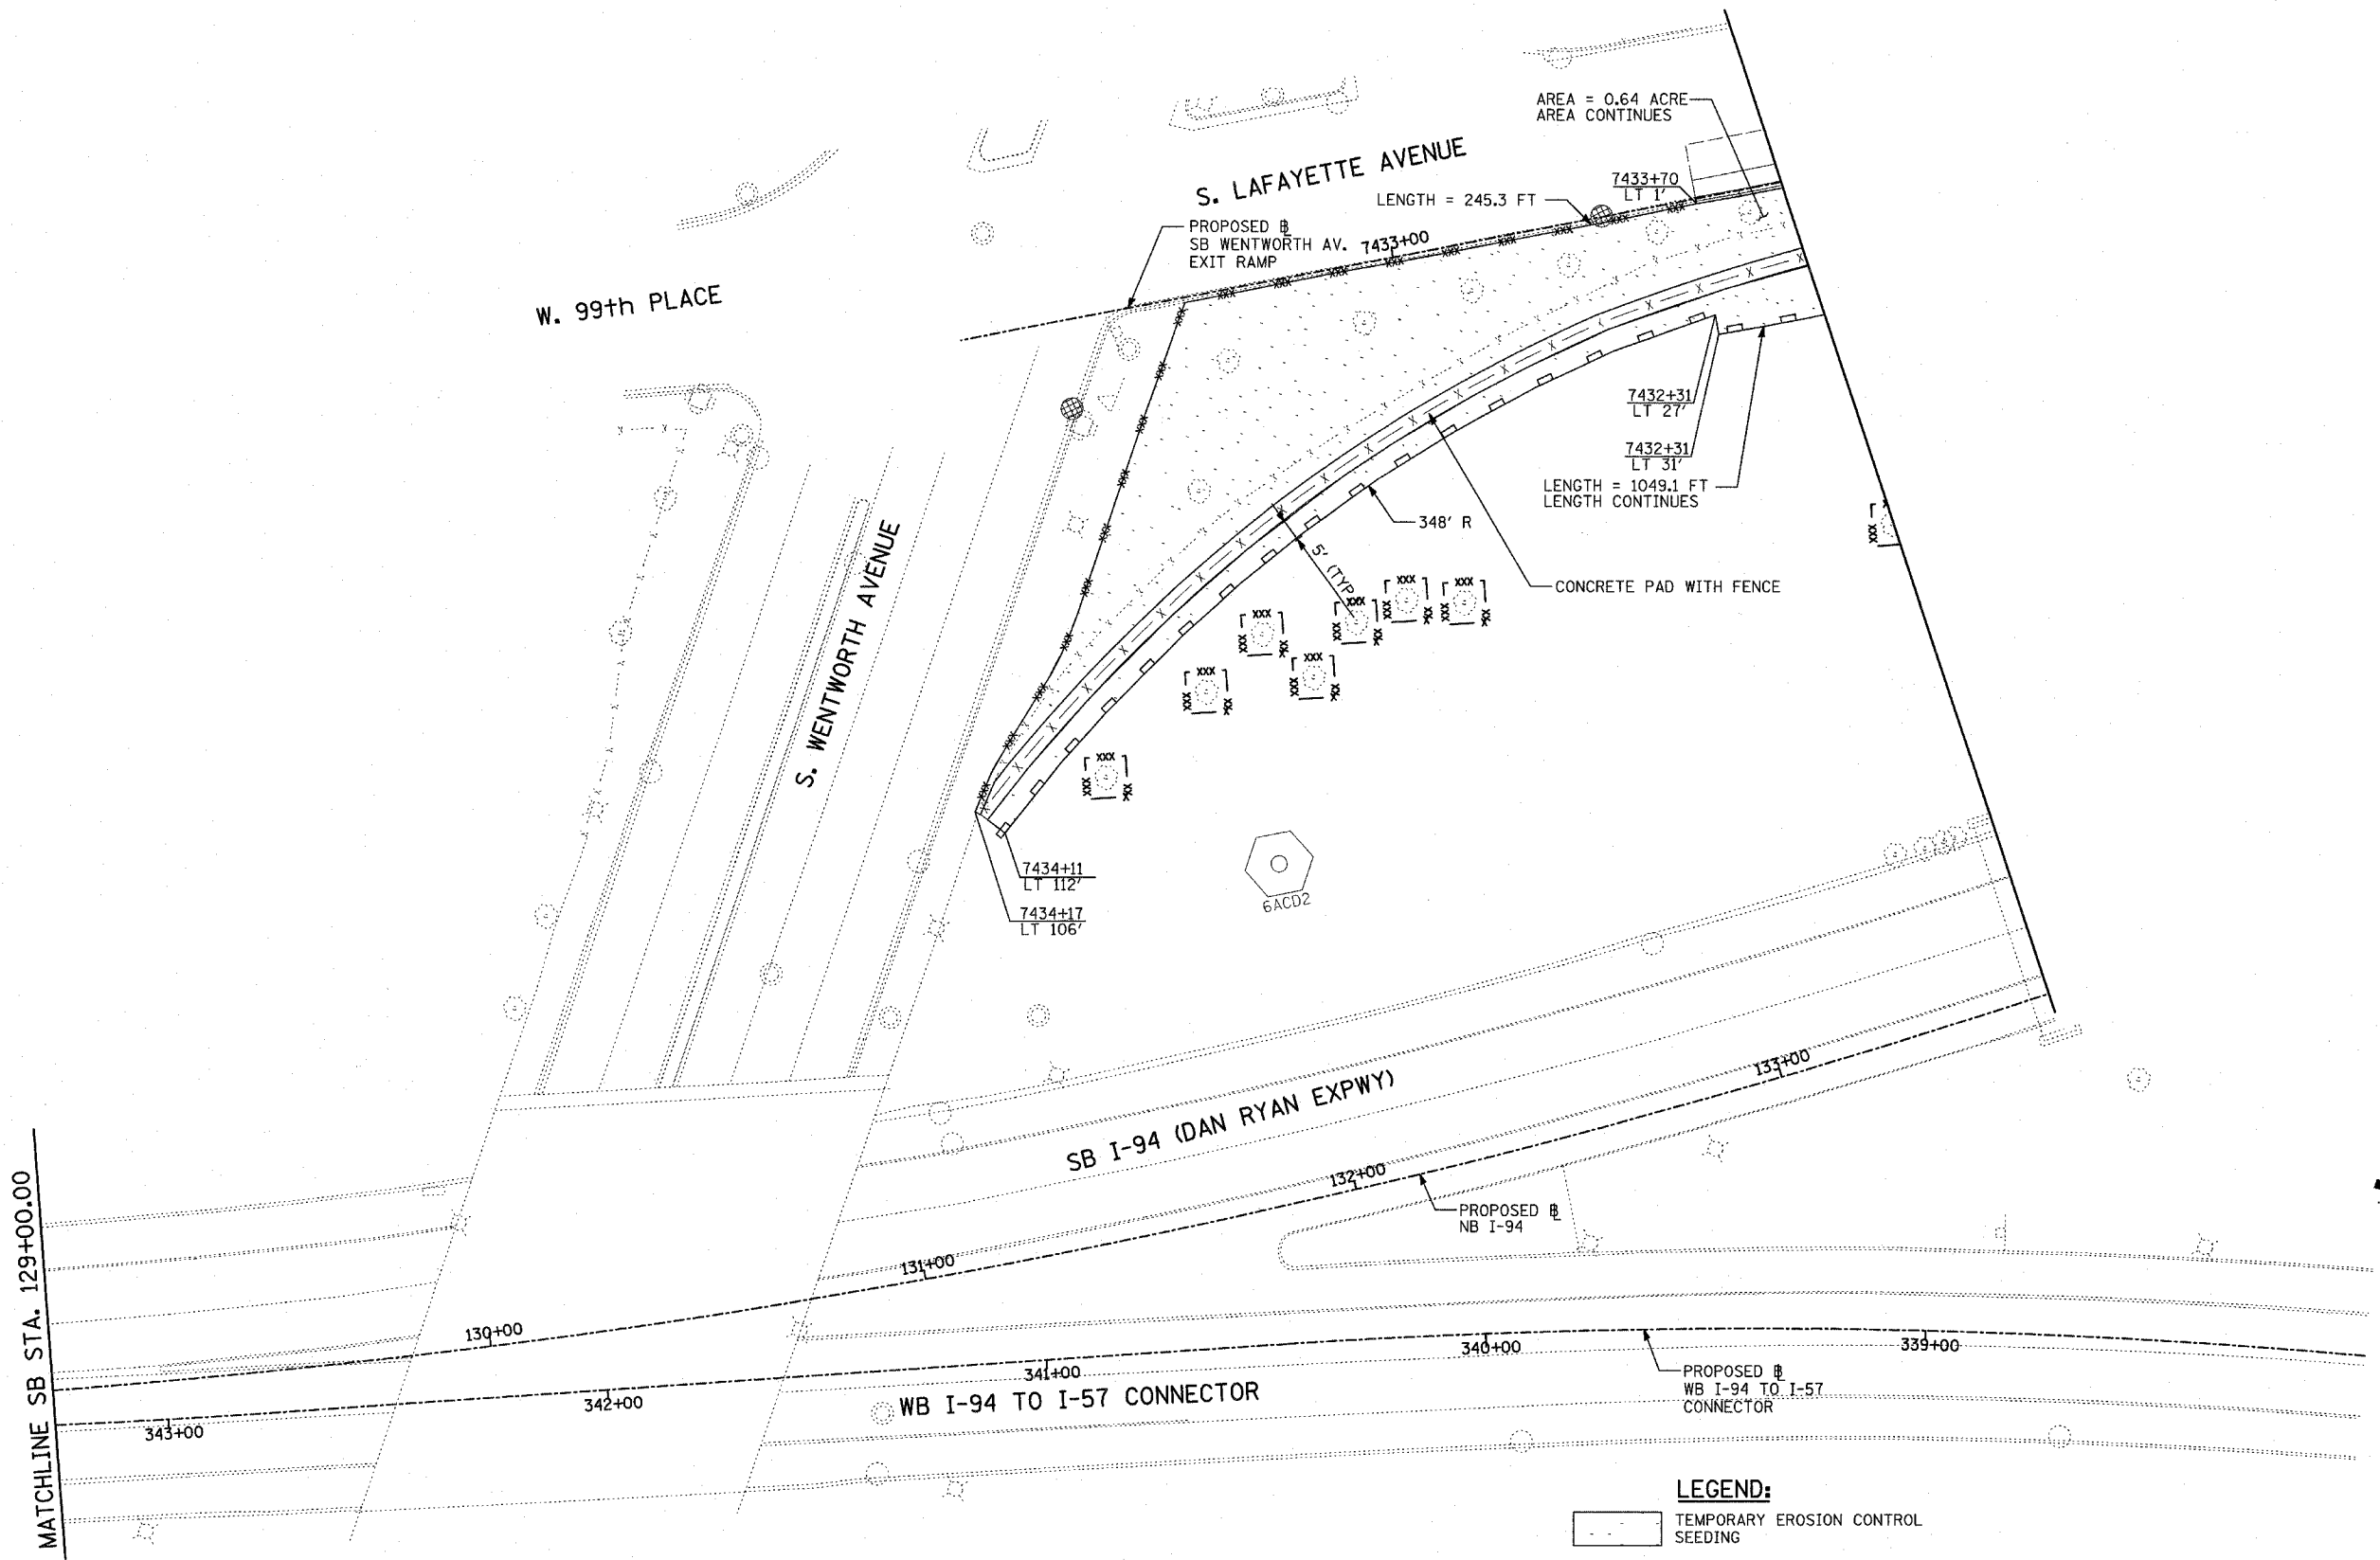 AREA = 0.64 ACRE
AREA CONTINUES
S. LAFAYETTE AVENUE
7433+70
LT 1'
LENGTH = 245.3 FT
PROPOSED ⅊
SB WENTWORTH AV.
EXIT RAMP
7433+00
W. 99th PLACE
7432+31
LT 27'
7432+31
LT 31'
LENGTH = 1049.1 FT
LENGTH CONTINUES
348' R
5' (TYP
CONCRETE PAD WITH FENCE
S. WENTWORTH AVENUE
7434+11
LT 112'
7434+17
LT 106'
6ACD2
SB I-94 (DAN RYAN EXPWY)
133+00
132+00
131+00
130+00
PROPOSED ⅊
NB I-94
MATCHLINE SB STA. 129+00.00
343+00
342+00
341+00
340+00
339+00
WB I-94 TO I-57 CONNECTOR
PROPOSED ⅊
WB I-94 TO I-57
CONNECTOR
LEGEND:
TEMPORARY EROSION CONTROL
SEEDING